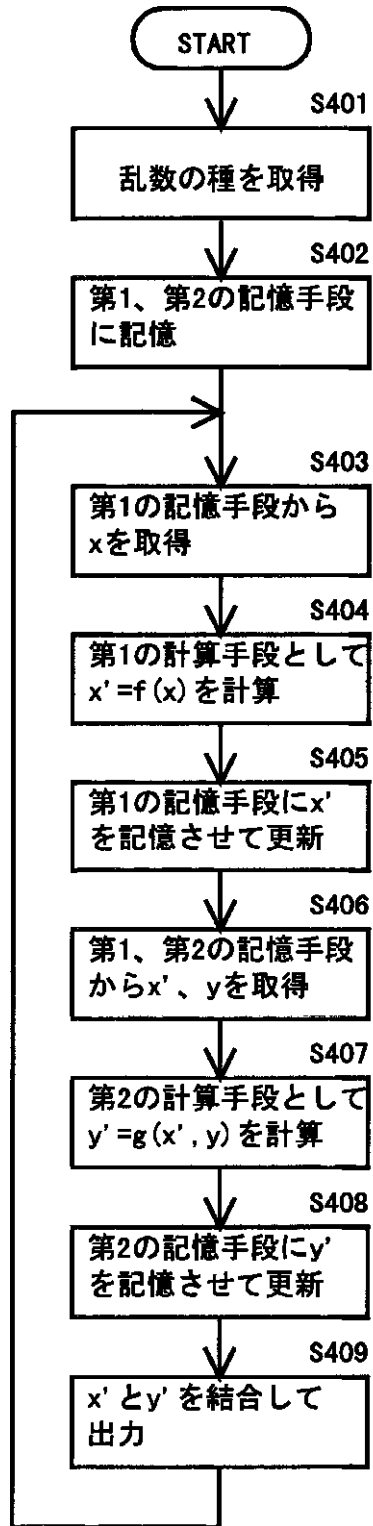 START
S401
乱数の種を取得
S402
第1、第2の記憶手段
に記憶
S403
第1の記憶手段から
xを取得
S404
第1の計算手段として
x'=f(x)を計算
S405
第1の記憶手段にx'
を記憶させて更新
S406
第1、第2の記憶手段
からx'、yを取得
S407
第2の計算手段として
y'=g(x',y)を計算
S408
第2の記憶手段にy'
を記憶させて更新
S409
x'とy'を結合して
出力